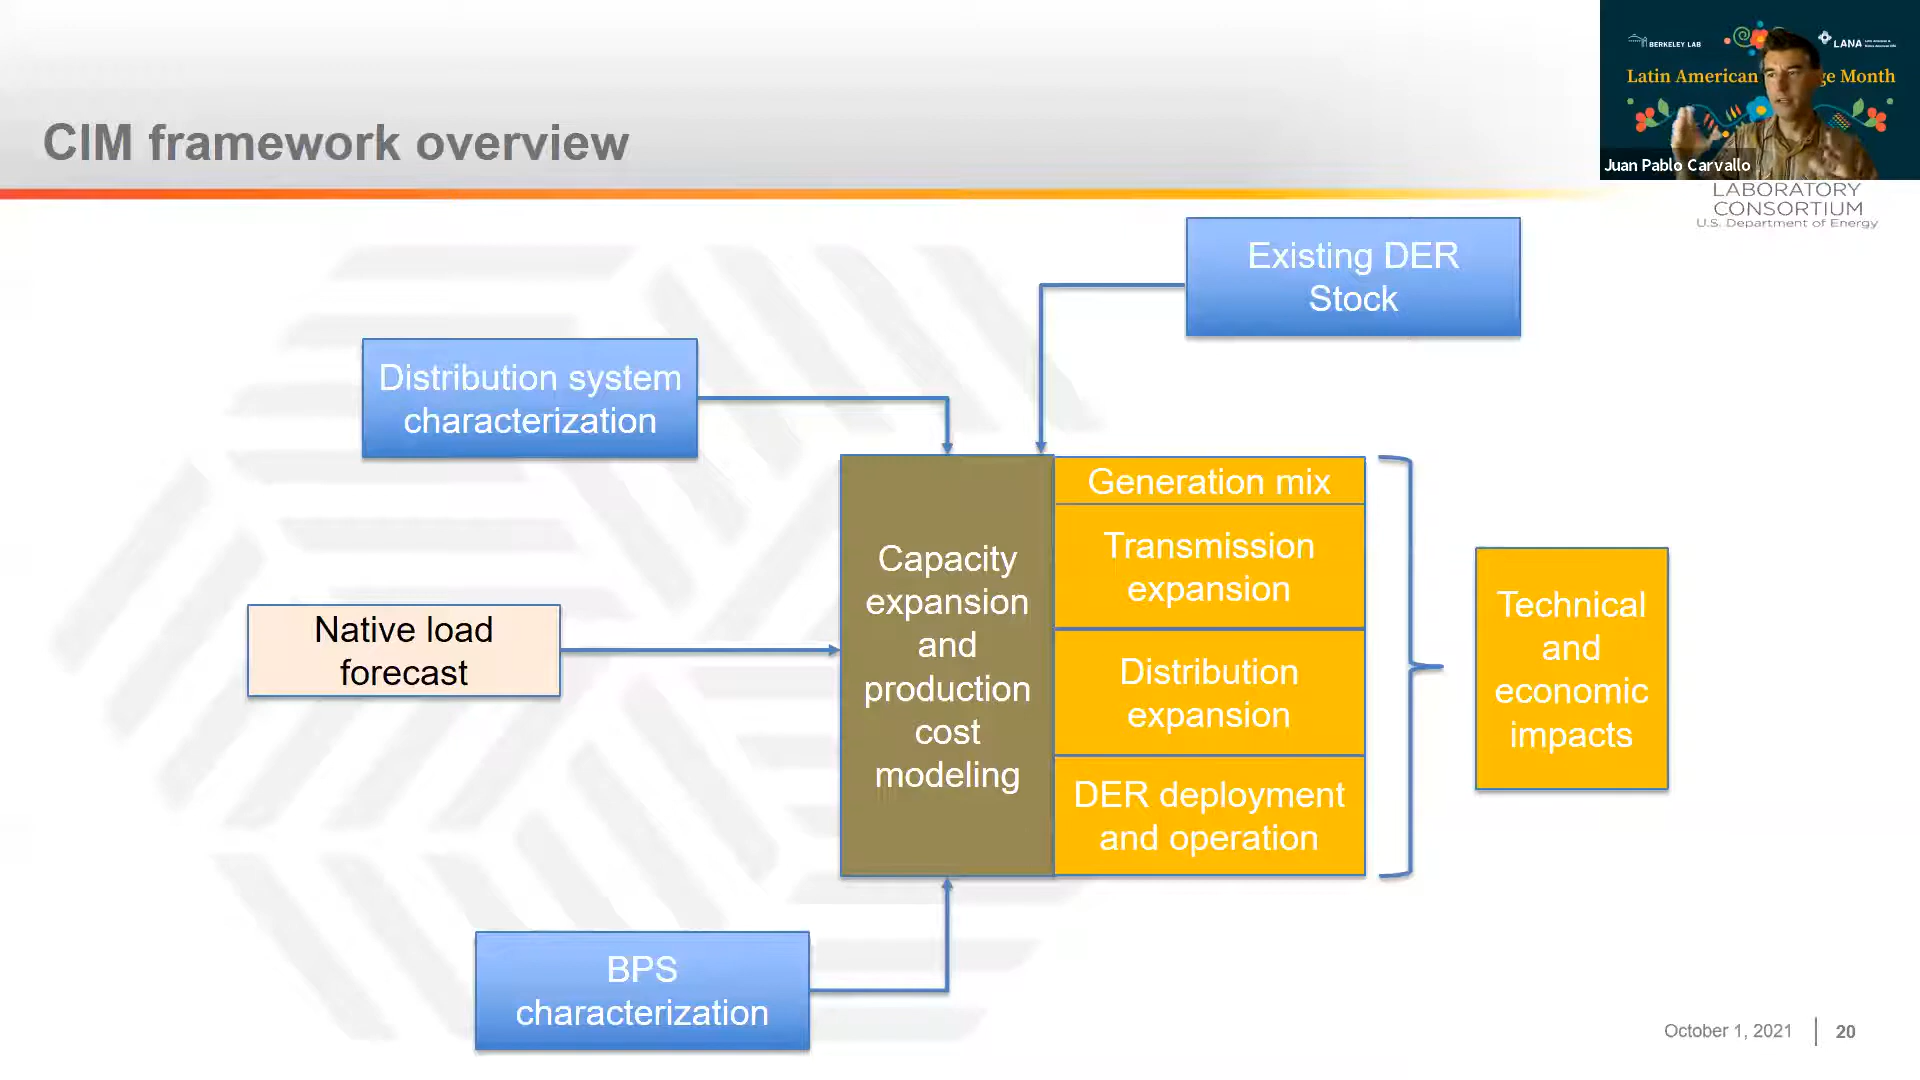 CIM framework overview
BERKELEY LAB
LANA
Latin American
ge Month
Juan Pablo Carvallo
LABORATORY
CONSORTIUM
U.S. Department of Energy
Existing DER
Stock
Distribution system
characterization
Native load
forecast
BPS
characterization
Capacity
expansion
and
production
cost
modeling
Generation mix
Transmission
expansion
Distribution
expansion
DER deployment
and operation
Technical
and
economic
impacts
October 1, 2021
20